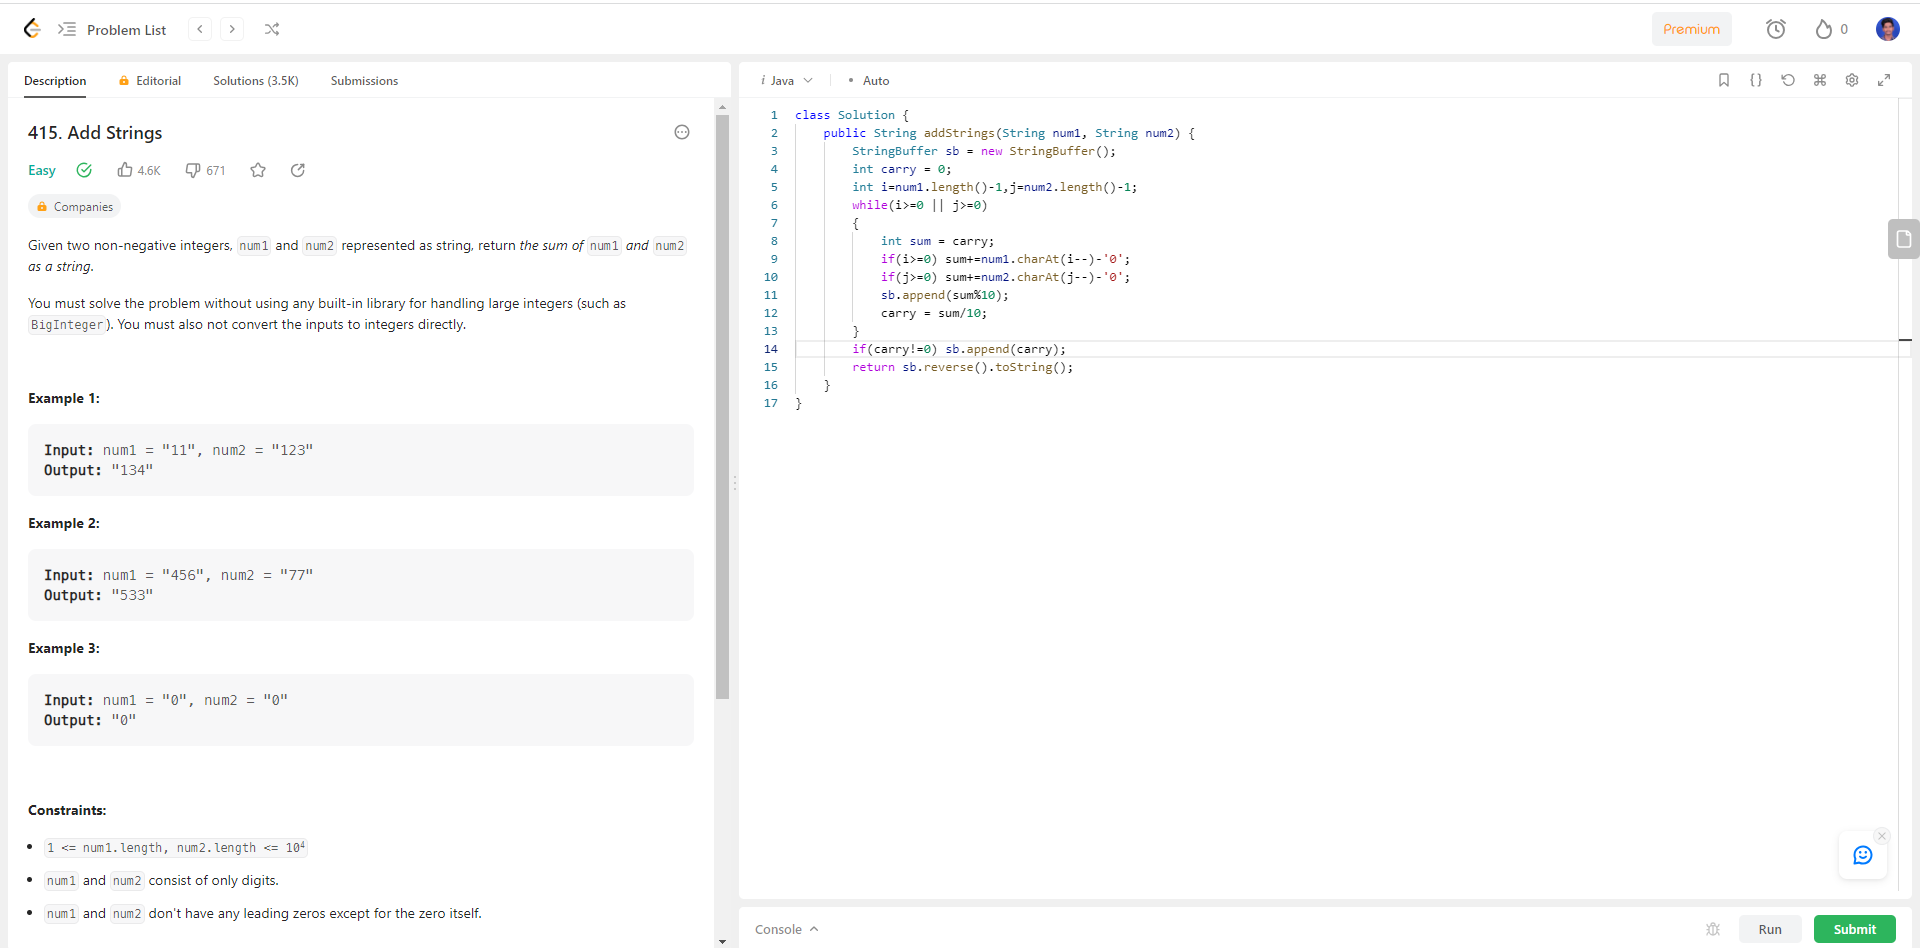 Problem List
Premium
0
Description
Editorial
Solutions (3.5K)
Submissions
415. Add Strings
Easy
4.6K
671
Companies
Given two non-negative integers, num1 and num2 represented as string, return the sum of num1 and num2
as a string.
You must solve the problem without using any built-in library for handling large integers (such as
BigInteger). You must also not convert the inputs to integers directly.
Example 1:
Input: num1 = "11", num2 = "123"
Output: "134"
Example 2:
Input: num1 = "456", num2 = "77"
Output: "533"
Example 3:
Input: num1 = "0", num2 = "0"
Output: "0"
Constraints:
1 <= num1.length, num2.length <= 10⁴
num1 and num2 consist of only digits.
num1 and num2 don't have any leading zeros except for the zero itself.
i Java
• Auto
{}
1 class Solution {
2     public String addStrings(String num1, String num2) {
3         StringBuffer sb = new StringBuffer();
4         int carry = 0;
5         int i=num1.length()-1,j=num2.length()-1;
6         while(i>=0 || j>=0)
7         {
8             int sum = carry;
9             if(i>=0) sum+=num1.charAt(i--)-'0';
10             if(j>=0) sum+=num2.charAt(j--)-'0';
11             sb.append(sum%10);
12             carry = sum/10;
13         }
14         if(carry!=0) sb.append(carry);
15         return sb.reverse().toString();
16     }
17 }
Console
Run
Submit